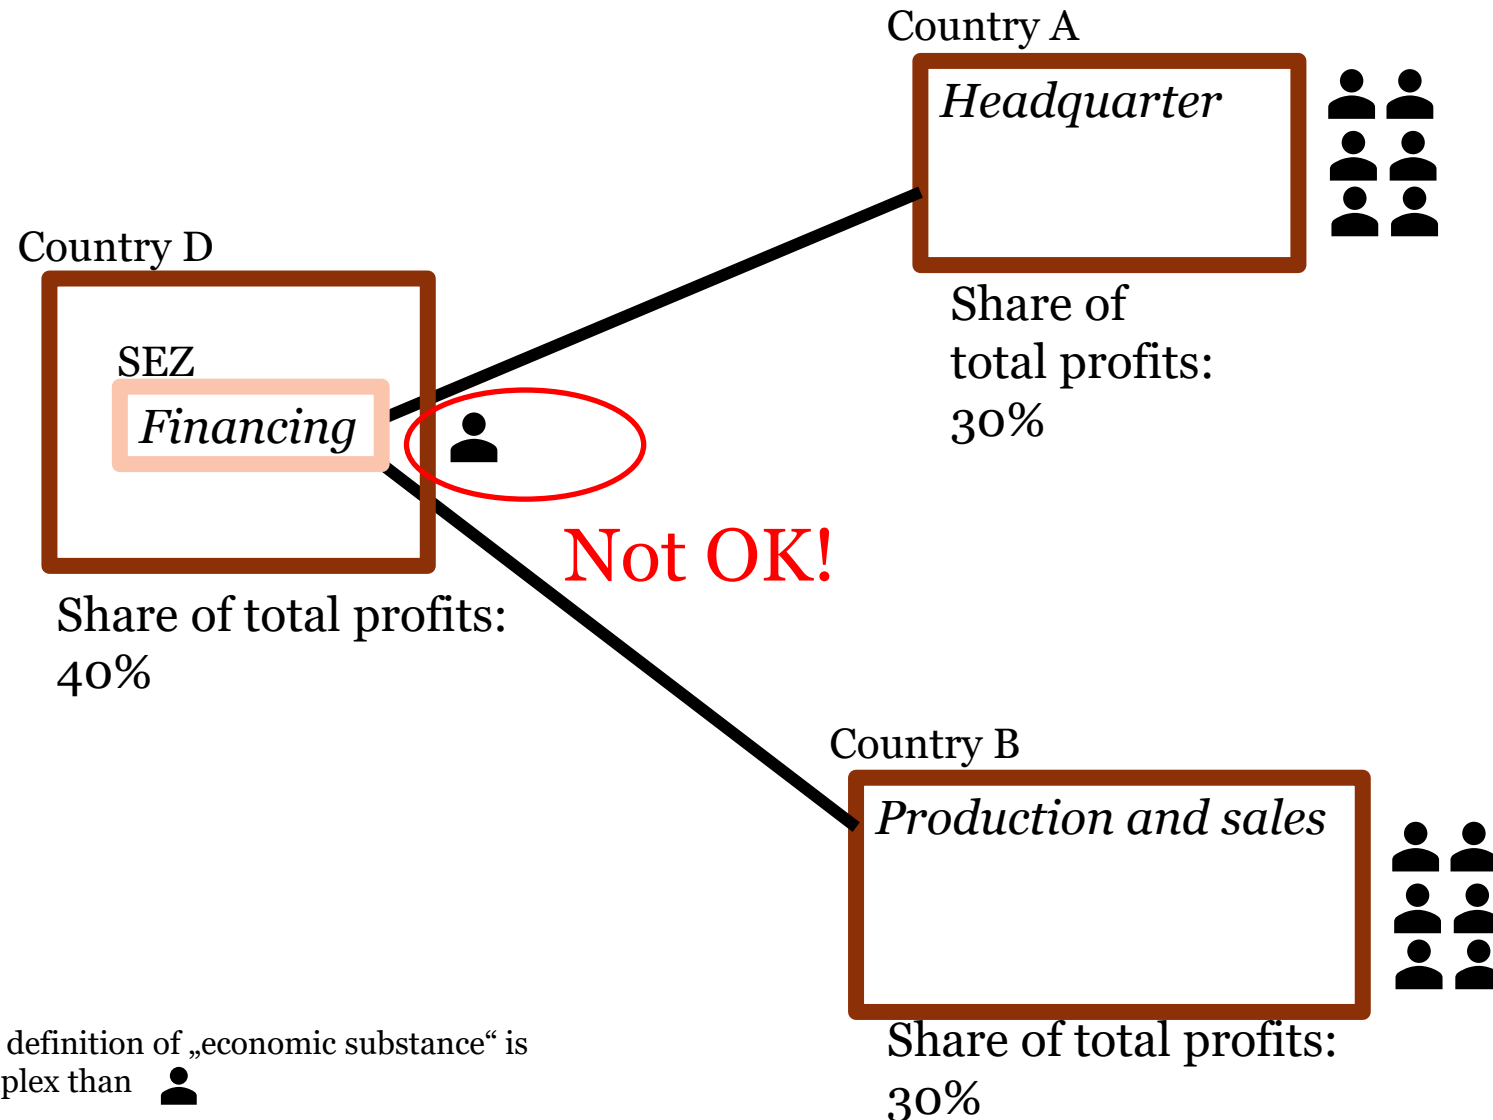 Country A
Headquarter
Share of
total profits:
30%
Country D
SEZ
Financing
Not OK!
Share of total profits:
40%
Country B
Production and sales
Share of total profits:
30%
definition of „economic substance“ is
plex than